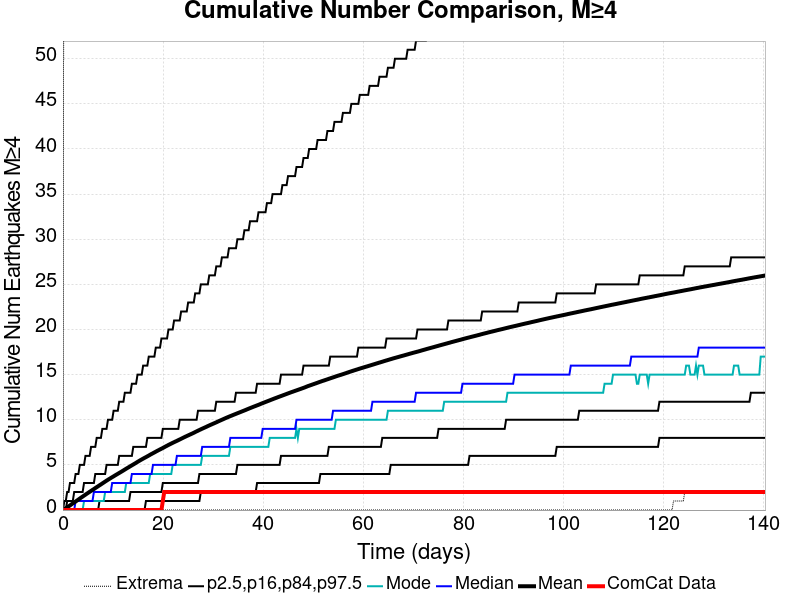 Cumulative Number Comparison, M≥4
Cumulative Num Earthquakes M≥4
50
45
40
35
30
25
20
15
10
5
0
0 20 40 60 80 100 120 140
Time (days)
Extrema p2.5,p16,p84,p97.5 Mode Median Mean ComCat Data